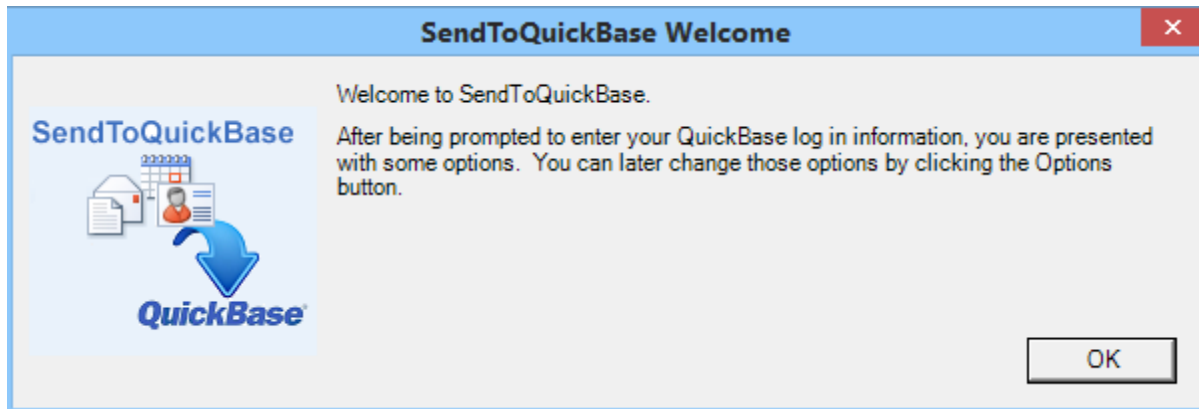 SendToQuickBase Welcome
Welcome to SendToQuickBase.
SendToQuickBase
After being prompted to enter your QuickBase log in information, you are presented
with some options.  You can later change those options by clicking the Options
button.
QuickBase
OK